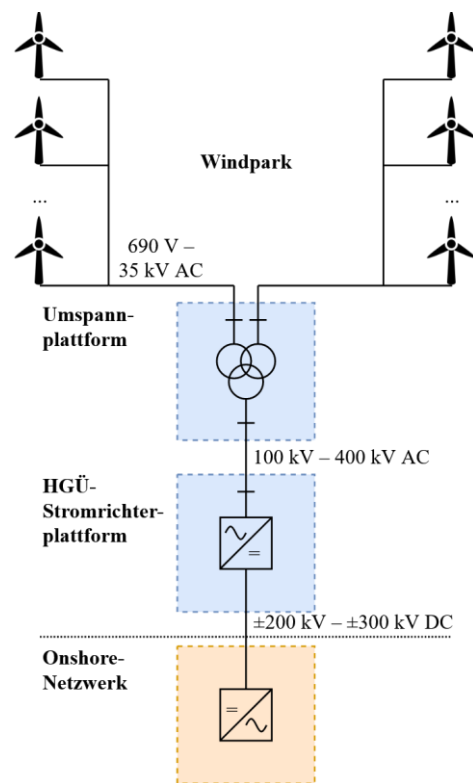 Windpark
...
...
690 V –
35 kV AC
Umspann-
plattform
100 kV – 400 kV AC
HGÜ-
Stromrichter-
plattform
=
±200 kV – ±300 kV DC
Onshore-
Netzwerk
=